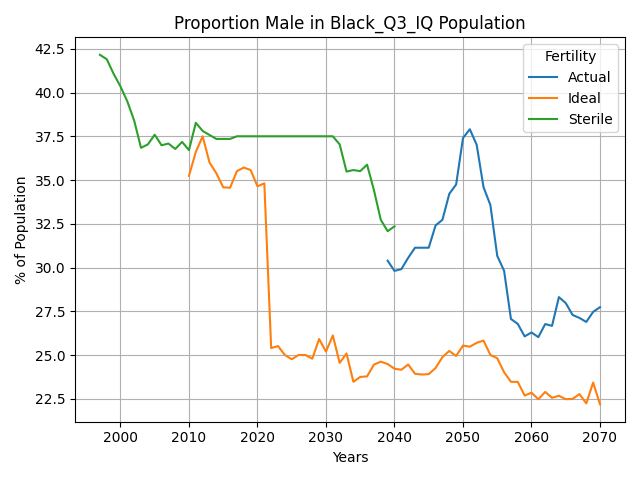 Proportion Male in Black_Q3_IQ Population
Fertility
Actual
Ideal
Sterile
% of Population
42.5
40.0
37.5
35.0
32.5
30.0
27.5
25.0
22.5
2000
2010
2020
2030
2040
2050
2060
2070
Years